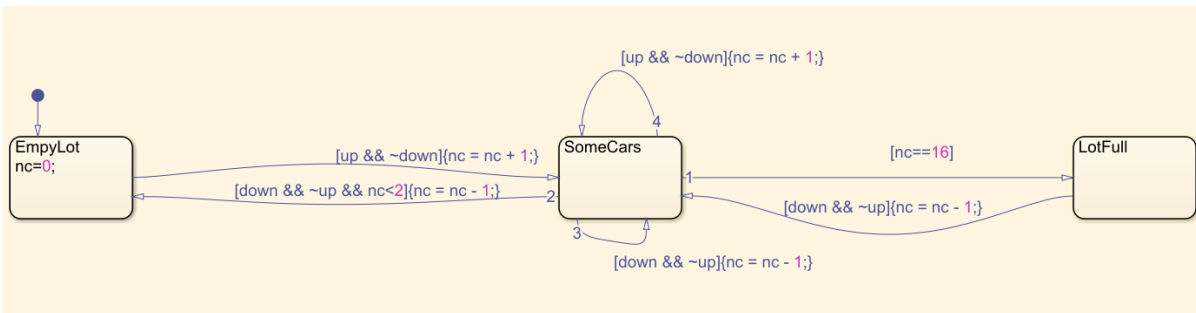 [up && ~down]{nc = nc + 1;}
4
EmpyLot
nc=0;
SomeCars
LotFull
[up && ~down]{nc = nc + 1;}
[nc==16]
1
[down && ~up && nc<2]{nc = nc - 1;}
2
[down && ~up]{nc = nc - 1;}
3
[down && ~up]{nc = nc - 1;}